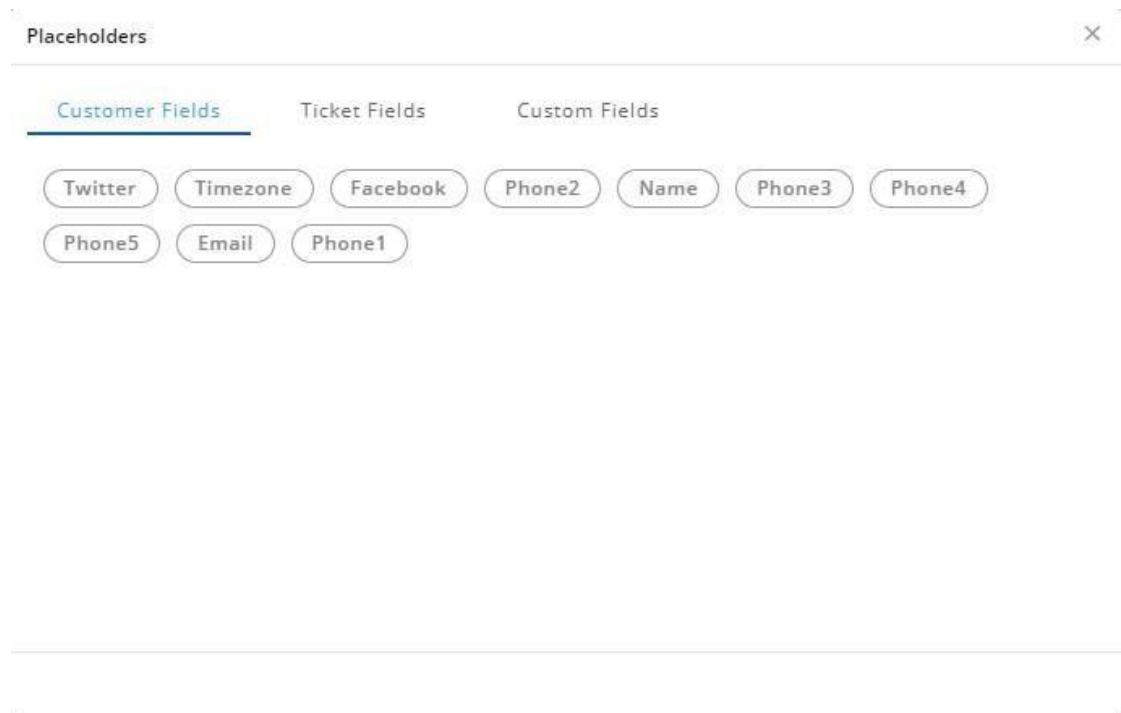 Placeholders
Customer Fields Ticket Fields Custom Fields
Twitter Timezone Facebook Phone2 Name Phone3 Phone4
Phone5 Email Phone1